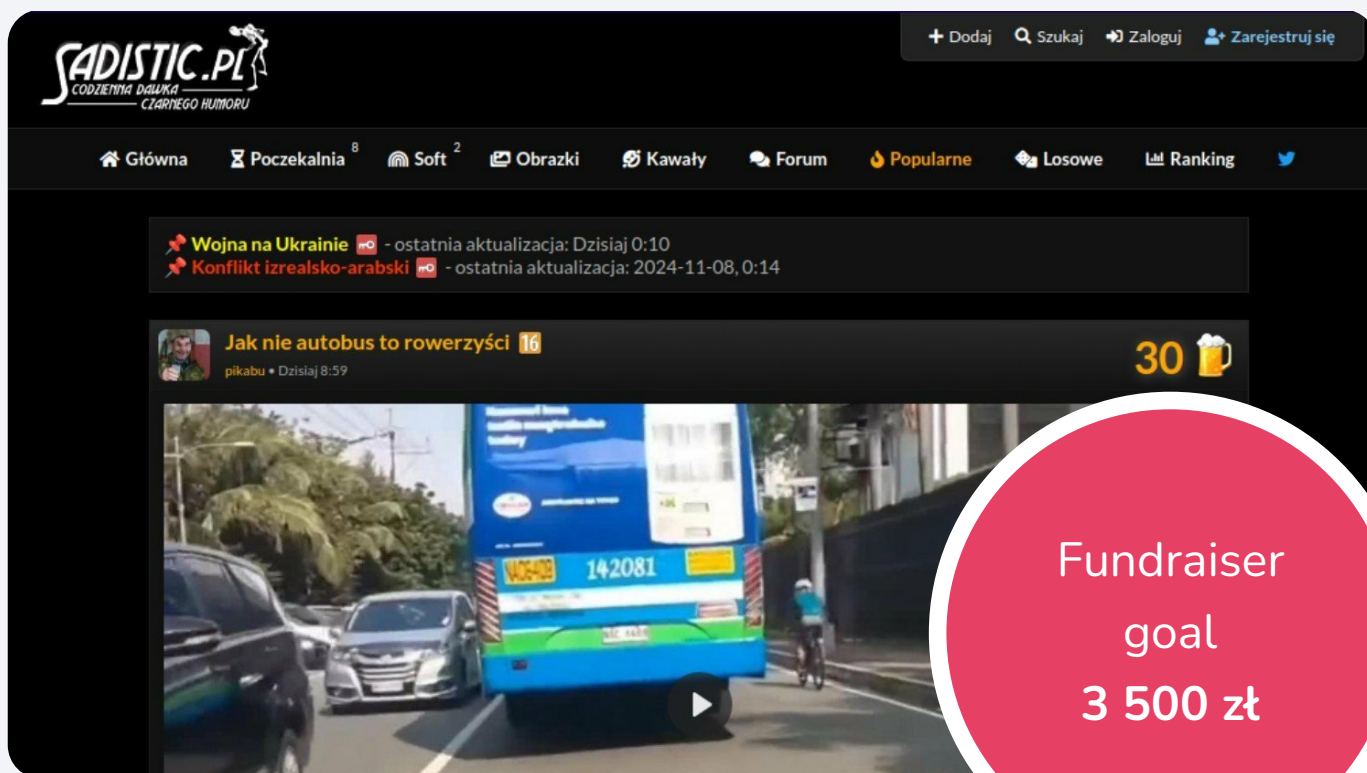 SADISTIC.PL
CODZIENNA DAWKA
CZARNEGO HUMORU
Dodaj Szukaj Zaloguj Zarejestruj się
Główna Poczekalnia 8 Soft 2 Obrazki Kawały Forum Popularne Losowe Ranking
Wojna na Ukrainie - ostatnia aktualizacja: Dzisiaj 0:10
Konflikt izrealsko-arabski - ostatnia aktualizacja: 2024-11-08, 0:14
Jak nie autobus to rowerzyści 16
pikabu • Dzisiaj 8:59
30
142081
Fundraiser
goal
3 500 zł